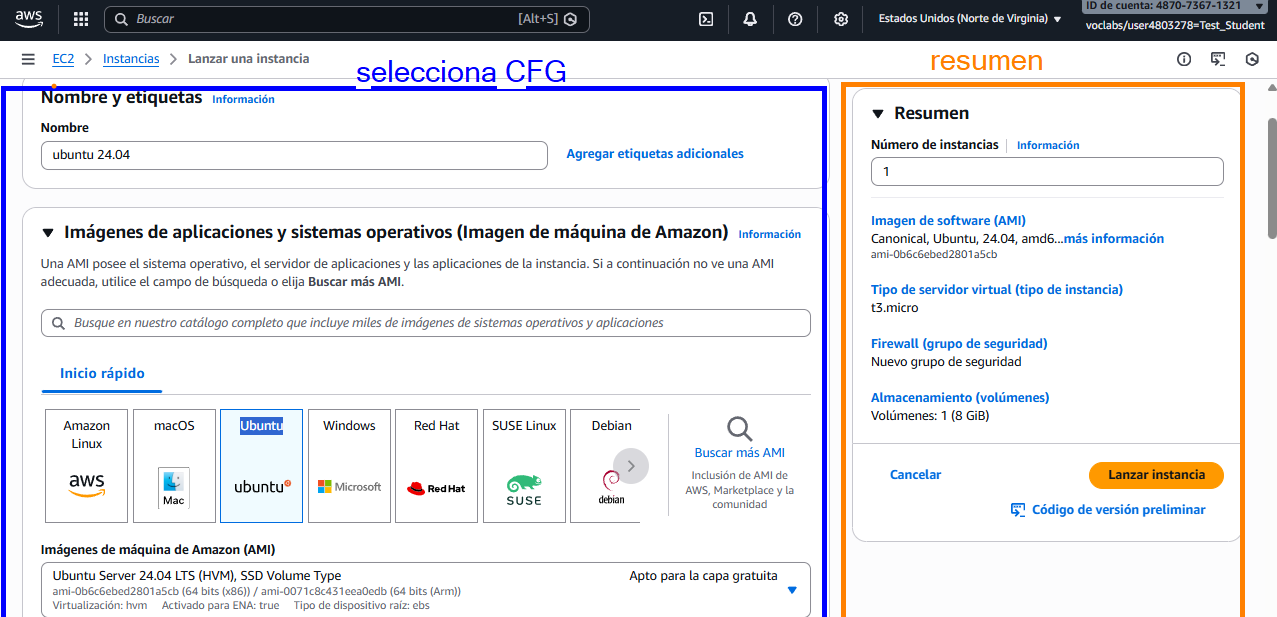 aws
Buscar
[Alt+S]
Estados Unidos (Norte de Virginia)
ID de cuenta: 4870-7367-1321
voclabs/user4803278=Test_Student
EC2
Instancias
Lanzar una instancia
selecciona CFG
resumen
Nombre y etiquetas Información
Nombre
ubuntu 24.04
Agregar etiquetas adicionales
Imágenes de aplicaciones y sistemas operativos (Imagen de máquina de Amazon) Información
Una AMI posee el sistema operativo, el servidor de aplicaciones y las aplicaciones de la instancia. Si a continuación no ve una AMI
adecuada, utilice el campo de búsqueda o elija Buscar más AMI.
Busque en nuestro catálogo completo que incluye miles de imágenes de sistemas operativos y aplicaciones
Inicio rápido
Amazon
Linux
aws
macOS
Mac
Ubuntu
ubuntu
Windows
Microsoft
Red Hat
Red Hat
SUSE Linux
SUSE
Debian
debian
Buscar más AMI
Inclusión de AMI de
AWS, Marketplace y la
comunidad
Imágenes de máquina de Amazon (AMI)
Ubuntu Server 24.04 LTS (HVM), SSD Volume Type
Apto para la capa gratuita
ami-0b6c6ebed2801a5cb (64 bits (x86)) / ami-0071c8c431eea0edb (64 bits (Arm))
Virtualización: hvm Activado para ENA: true Tipo de dispositivo raíz: ebs
Resumen
Número de instancias Información
1
Imagen de software (AMI)
Canonical, Ubuntu, 24.04, amd6...más información
ami-0b6c6ebed2801a5cb
Tipo de servidor virtual (tipo de instancia)
t3.micro
Firewall (grupo de seguridad)
Nuevo grupo de seguridad
Almacenamiento (volúmenes)
Volúmenes: 1 (8 GiB)
Cancelar
Lanzar instancia
Código de versión preliminar